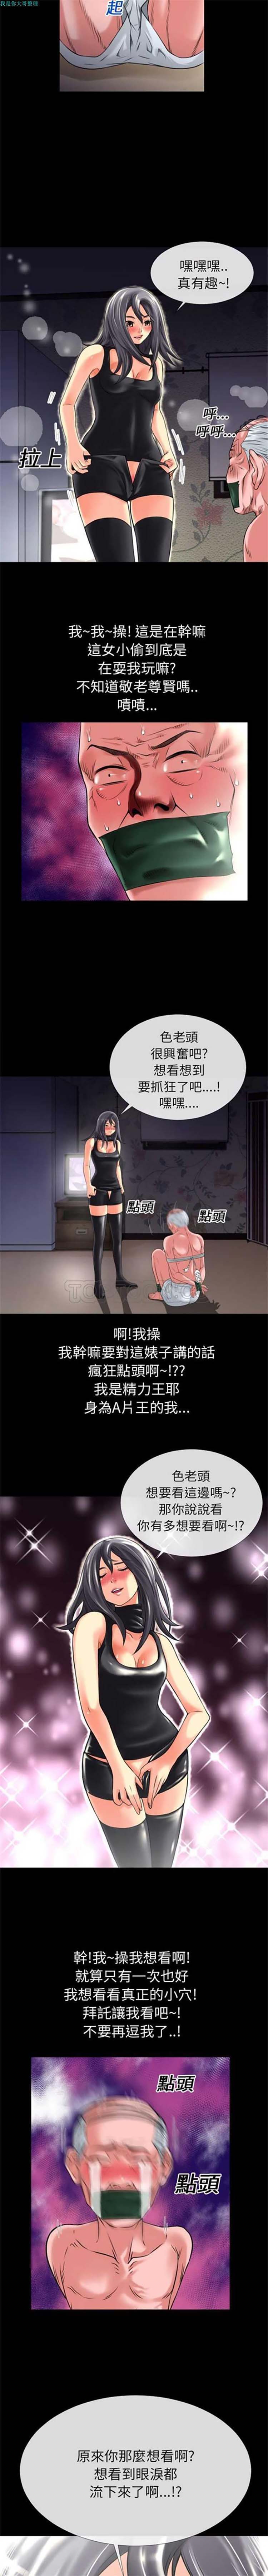 我是你大哥整理
起
嘿嘿嘿..
真有趣~!
呼...
呼呼...
拉上
我~我~操! 這是在幹嘛
這女小偷到底是
在耍我玩嘛?
不知道敬老尊賢嗎..
嘖嘖...
色老頭
很興奮吧?
想看想到
要抓狂了吧....!
嘿嘿....
點頭
點頭
啊!我操
我幹嘛要對這婊子講的話
瘋狂點頭啊~!??
我是精力王耶
身為A片王的我...
色老頭
想要看這邊嗎~?
那你說說看
你有多想要看啊~!?
幹!我~操我想看啊!
就算只有一次也好
我想看看真正的小穴!
拜託讓我看吧~!
不要再逗我了..!
點頭
點頭
原來你那麼想看啊?
想看到眼淚都
流下來了啊...!?